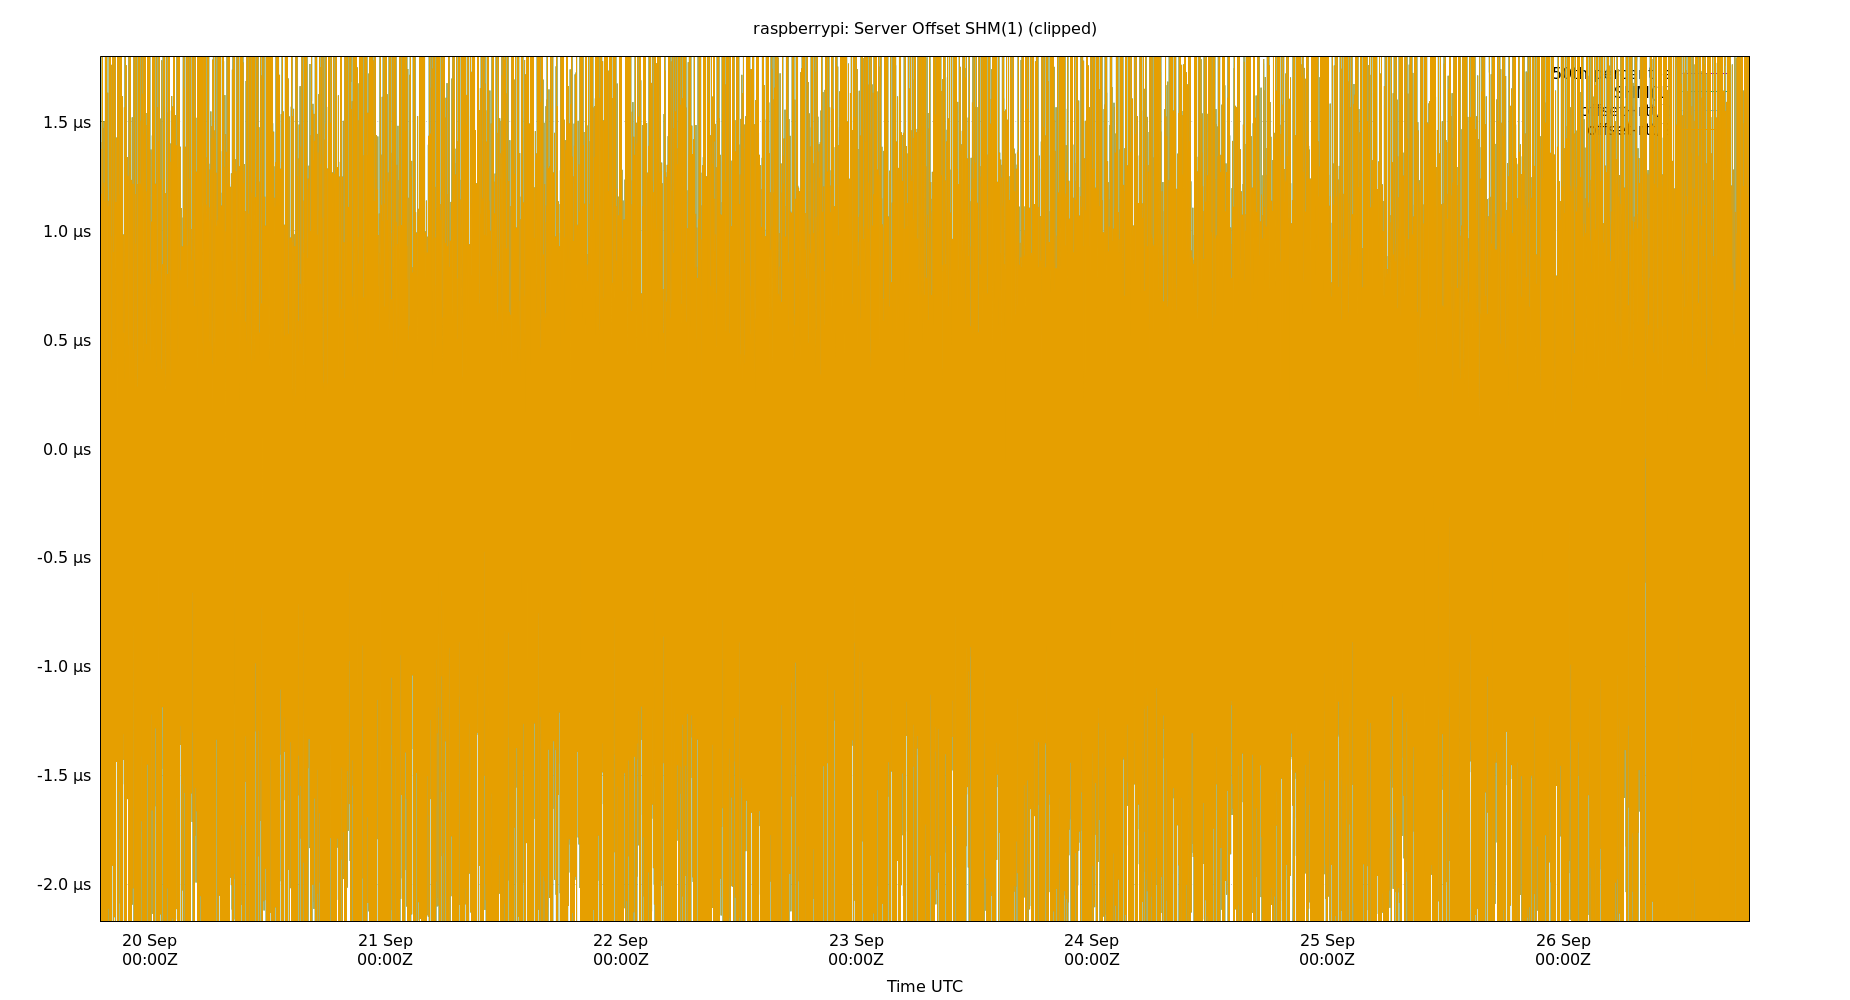 raspberrypi: Server Offset SHM(1) (clipped)
1.5 µs
1.0 µs
0.5 µs
0.0 µs
-0.5 µs
-1.0 µs
-1.5 µs
-2.0 µs
20 Sep 21 Sep 22 Sep 23 Sep 24 Sep 25 Sep 26 Sep
00:00Z 00:00Z 00:00Z 00:00Z 00:00Z 00:00Z 00:00Z
Time UTC